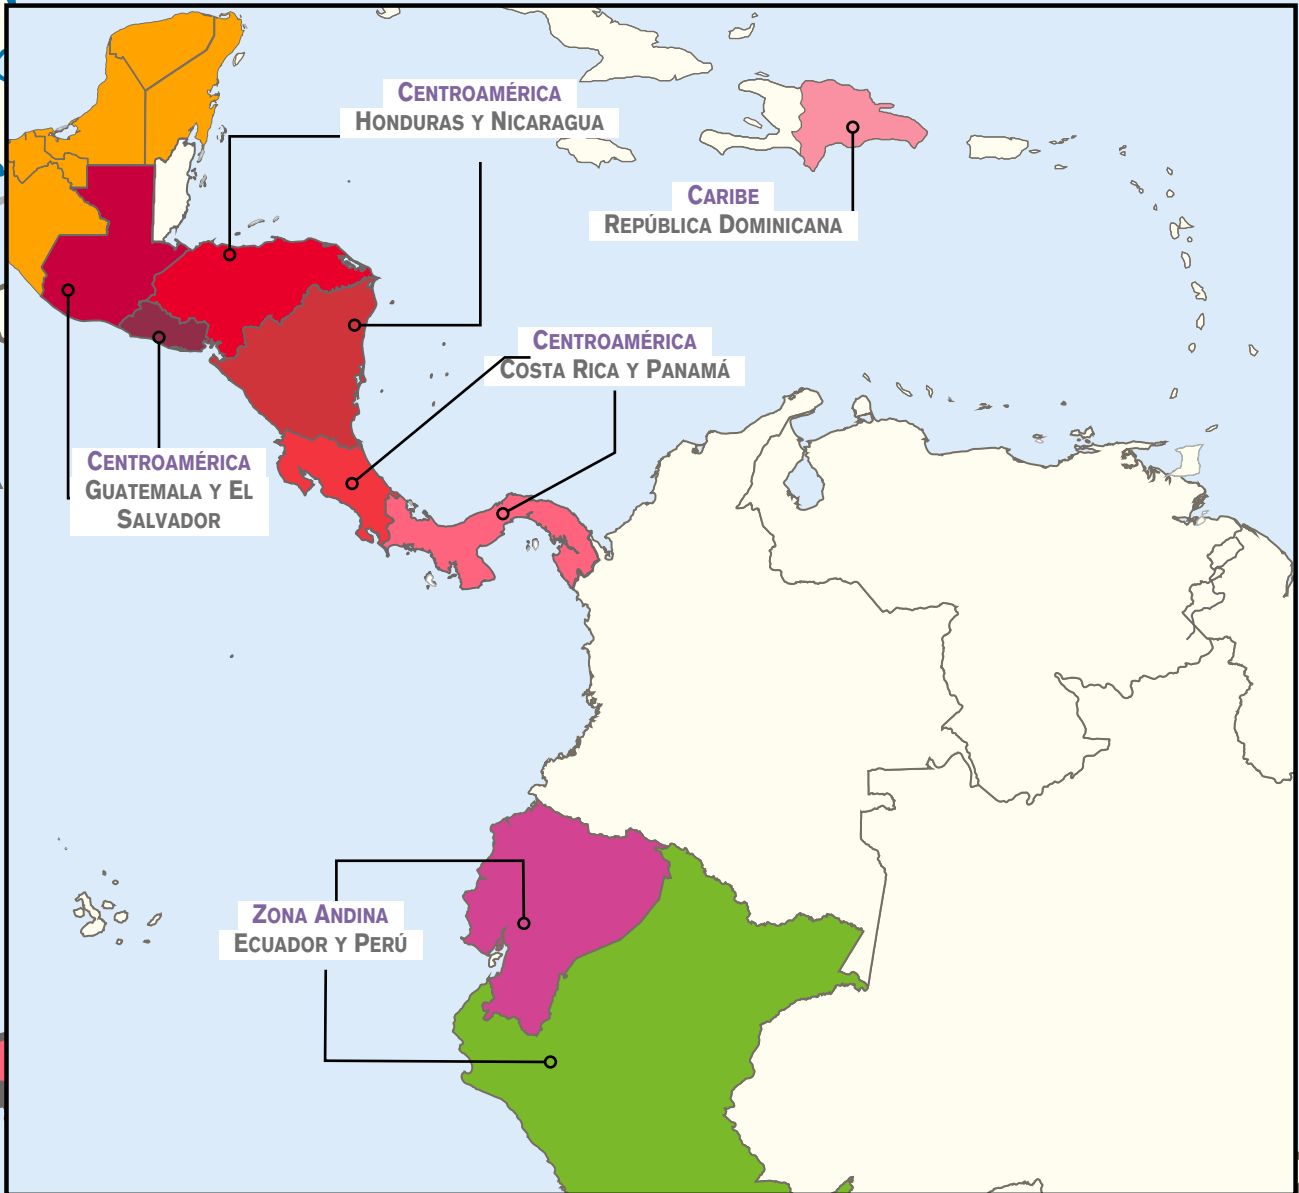 CENTROAMÉRICA
HONDURAS Y NICARAGUA
CARIBE
REPÚBLICA DOMINICANA
CENTROAMÉRICA
COSTA RICA Y PANAMÁ
CENTROAMÉRICA
GUATEMALA Y EL
SALVADOR
ZONA ANDINA
ECUADOR Y PERÚ